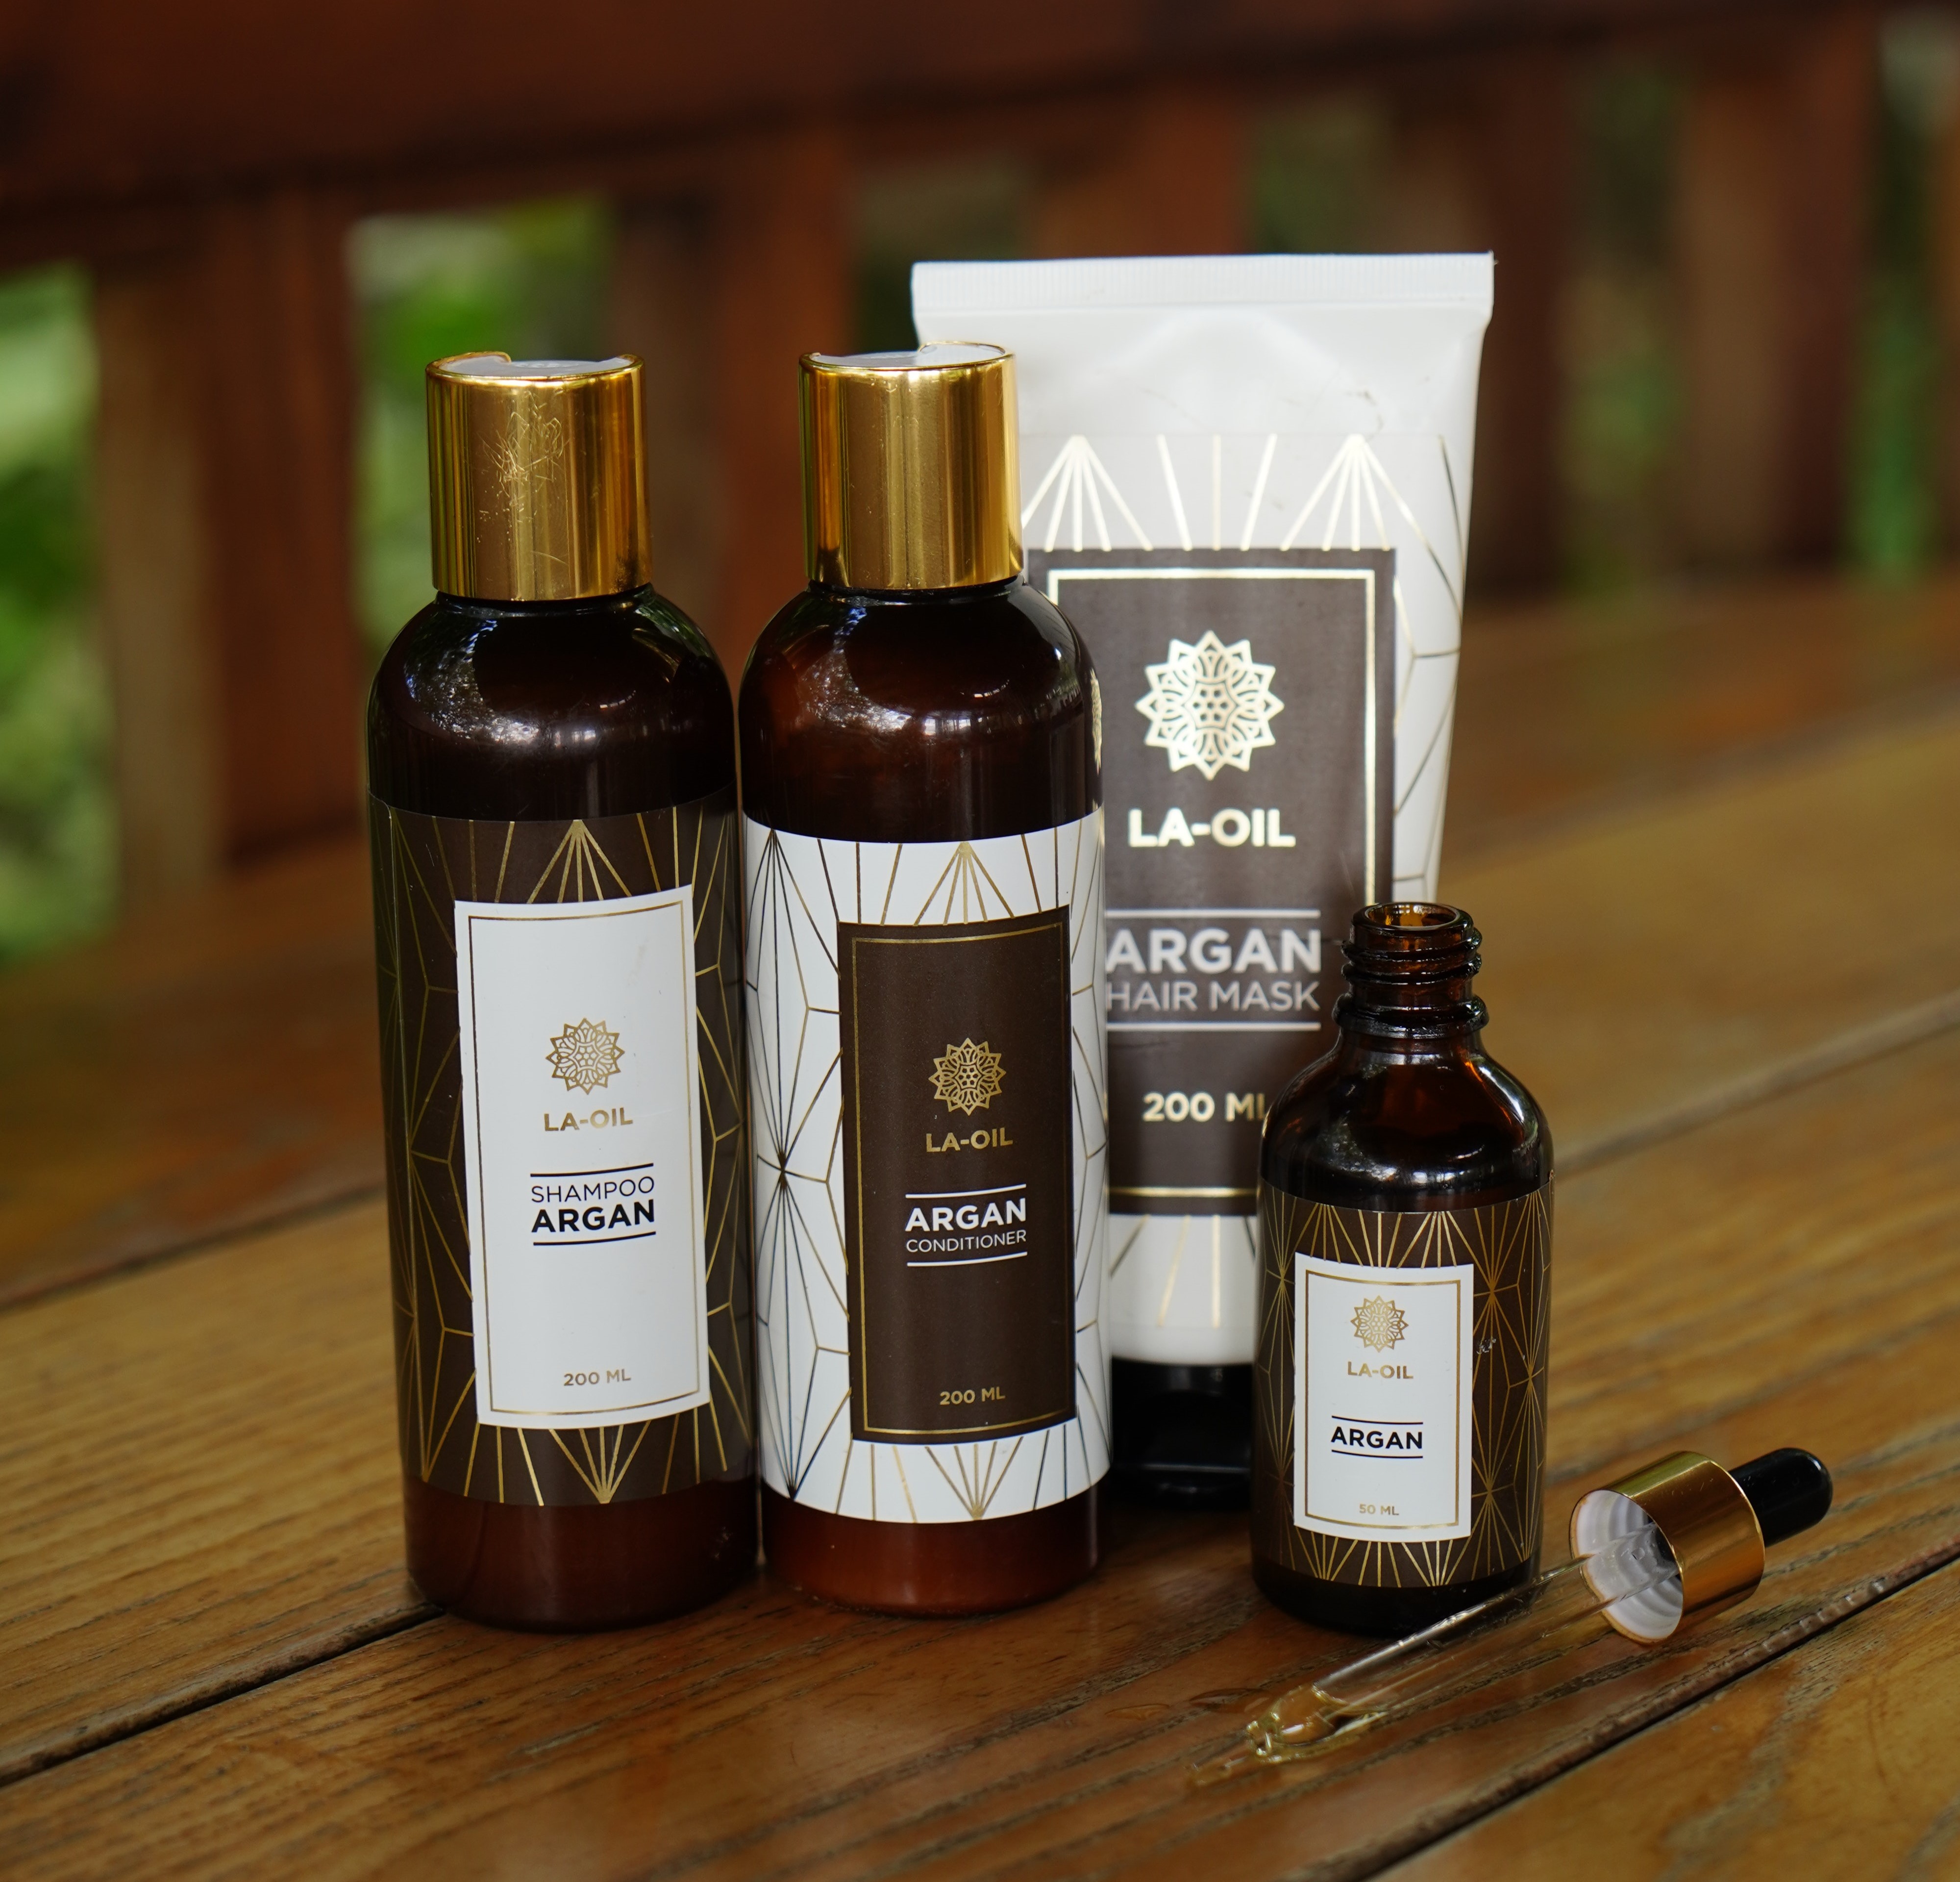 LA-OIL
SHAMPOO
ARGAN
200 ML
LA-OIL
ARGAN
CONDITIONER
200 ML
LA-OIL
ARGAN
HAIR MASK
200 ML
LA-OIL
ARGAN
50 ML